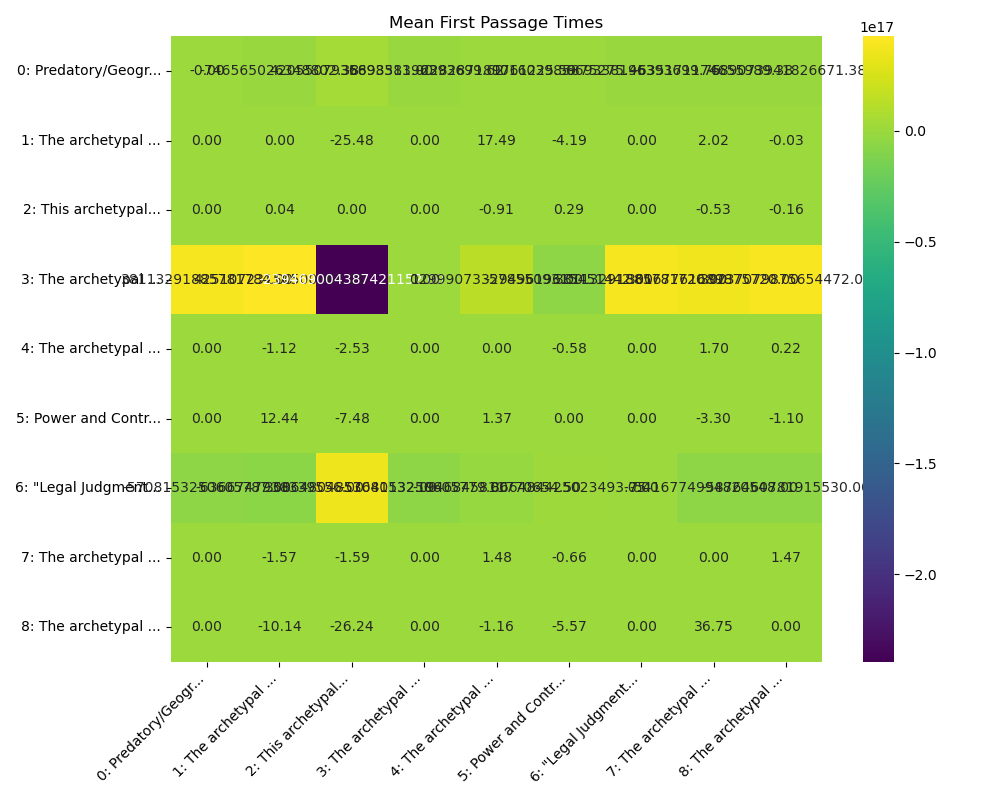 Mean First Passage Times
1e17
0: Predatory/Geogr...
1: The archetypal ... 0.00 0.00 -25.48 0.00 17.49 -4.19 0.00 2.02 -0.03
2: This archetypal... 0.00 0.04 0.00 0.00 -0.91 0.29 0.00 -0.53 -0.16
3: The archetypal
4: The archetypal ... 0.00 -1.12 -2.53 0.00 0.00 -0.58 0.00 1.70 0.22
5: Power and Contr... 0.00 12.44 -7.48 0.00 1.37 0.00 0.00 -3.30 -1.10
6: "Legal Judgment...
7: The archetypal ... 0.00 -1.57 -1.59 0.00 1.48 -0.66 0.00 0.00 1.47
8: The archetypal ... 0.00 -10.14 -26.24 0.00 -1.16 -5.57 0.00 36.75 0.00
0.0
−0.5
−1.0
−1.5
−2.0
0: Predatory/Geogr...
1: The archetypal ...
2: This archetypal...
3: The archetypal ...
4: The archetypal ...
5: Power and Contr...
6: "Legal Judgment...
7: The archetypal ...
8: The archetypal ...